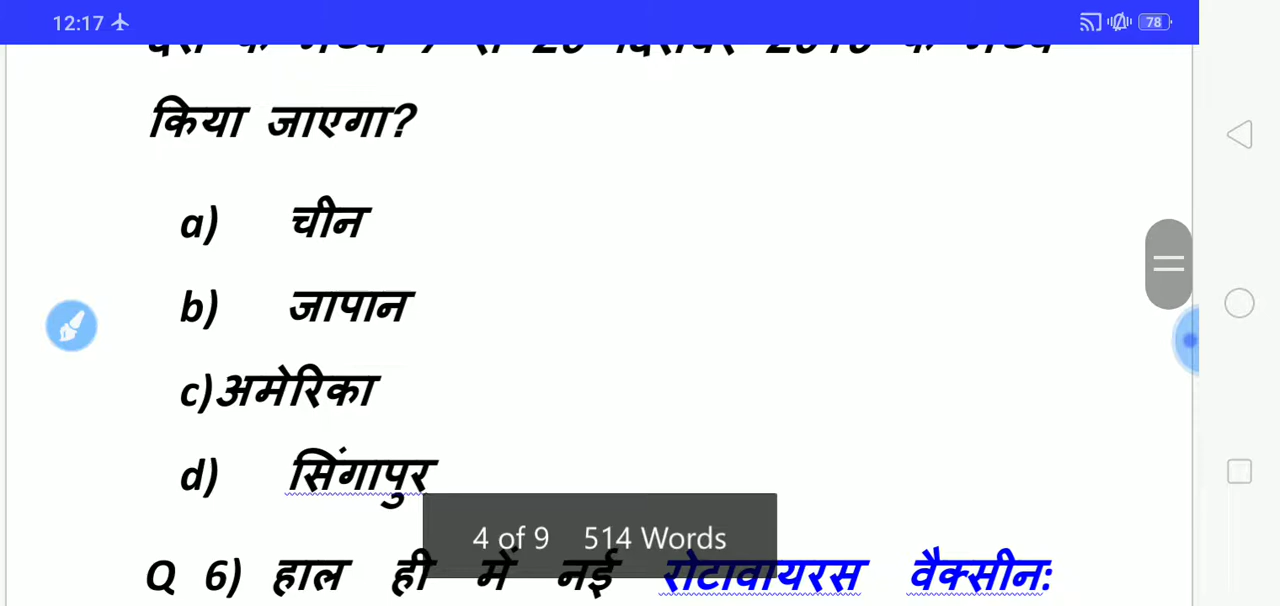 12:17 78
किया जाएगा?
a) चीन
b) जापान
c)अमेरिका
d) सिंगापुर
4 of 9 514 Words
Q 6) हाल ही में नई रोटावायरस वैक्सीन: